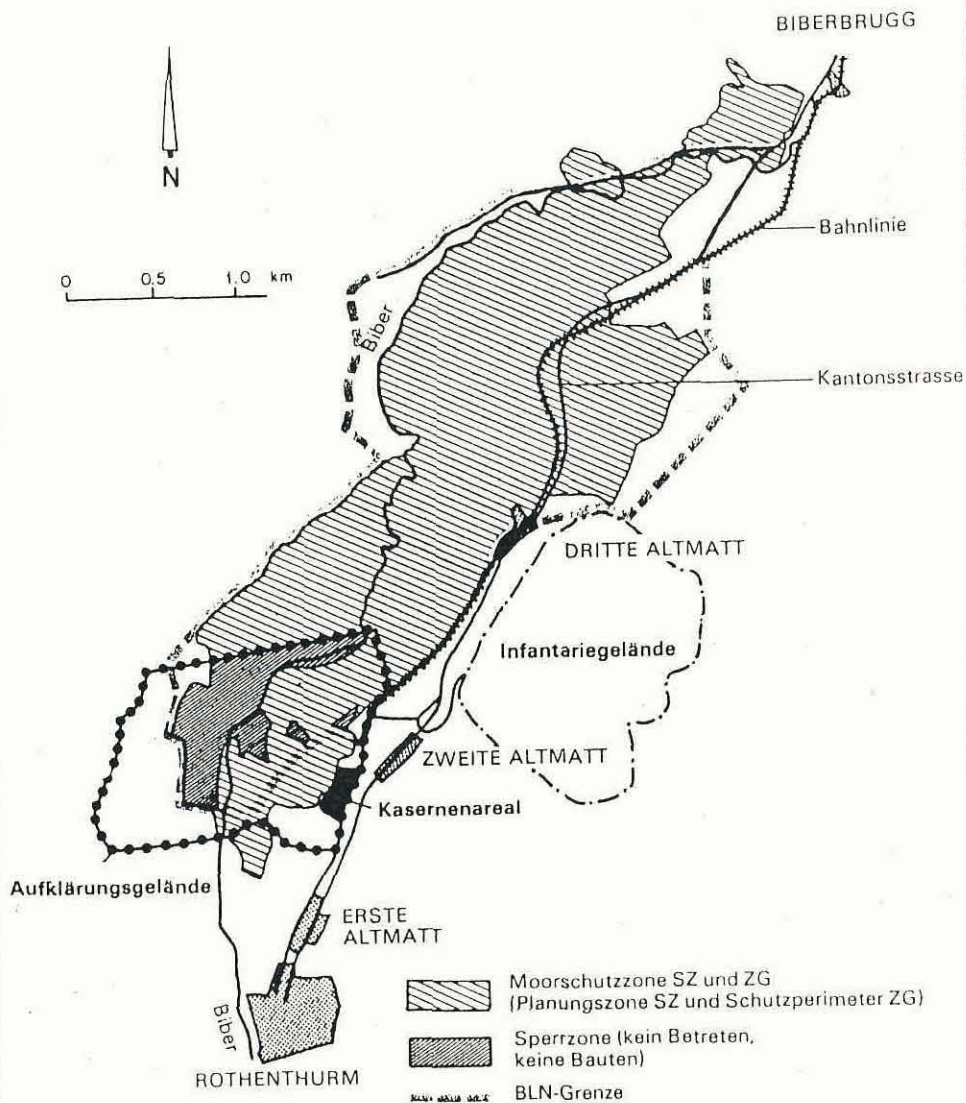 BIBERBRUGG
N
Bahnlinie
0 0.5 1.0 km
Biber
Kantonsstrasse
DRITTE ALTMATT
Infantariegelände
ZWEITE ALTMATT
Kasernenareal
Aufklärungsgelände
ERSTE
ALTMATT
Biber
ROTHENTHURM
Moorschutzzone SZ und ZG
(Planungszone SZ und Schutzperimeter ZG)
Sperrzone (kein Betreten,
keine Bauten)
BLN-Grenze